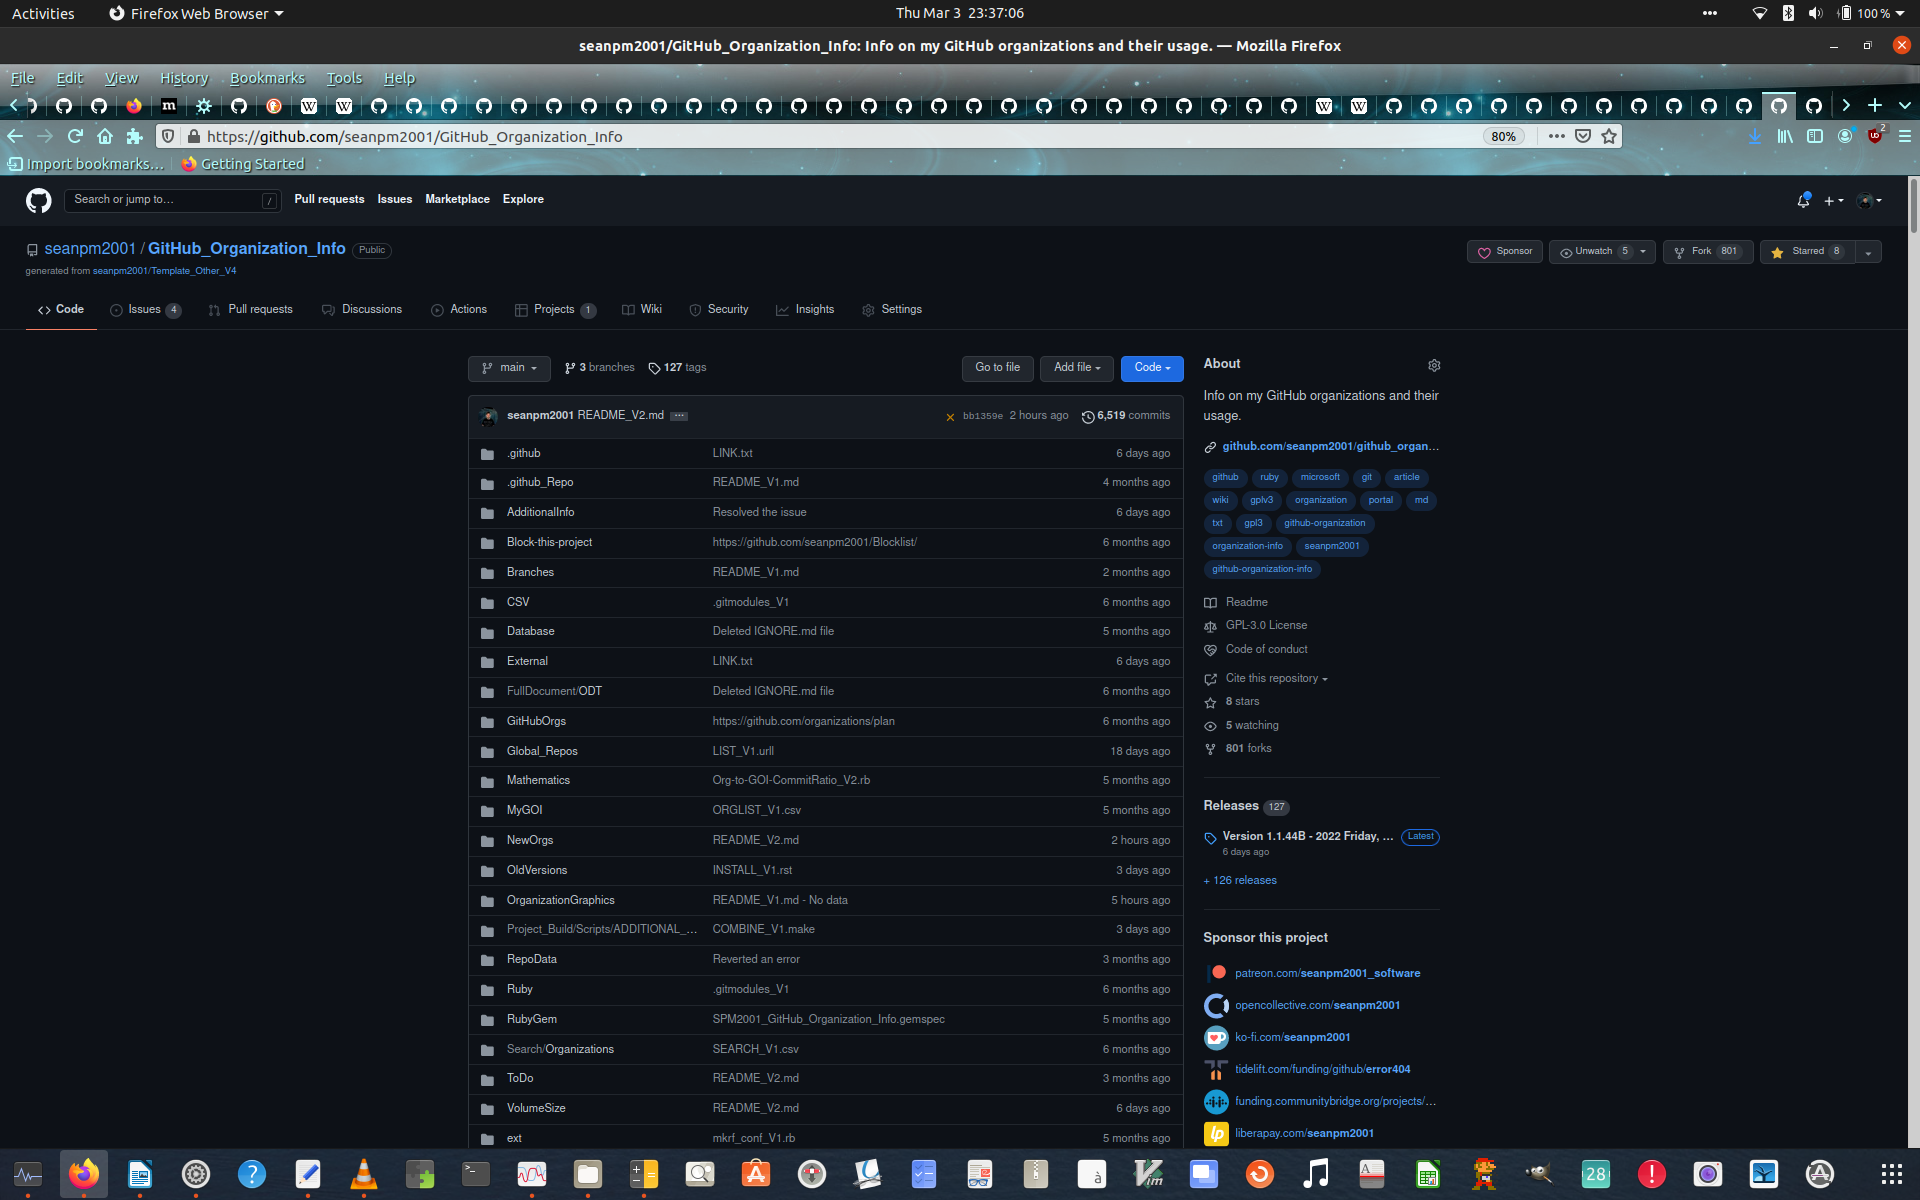 Activities Firefox Web Browser Thu Mar 3 23:37:06 100 %
seanpm2001/GitHub_Organization_Info: Info on my GitHub organizations and their usage. — Mozilla Firefox
File Edit View History Bookmarks Tools Help
https://github.com/seanpm2001/GitHub_Organization_Info 80% 2
Import bookmarks... Getting Started
Search or jump to... / Pull requests Issues Marketplace Explore
seanpm2001 / GitHub_Organization_Info Public Sponsor Unwatch 5 Fork 801 Starred 8
generated from seanpm2001/Template_Other_V4
Code Issues 4 Pull requests Discussions Actions Projects 1 Wiki Security Insights Settings
main 3 branches 127 tags Go to file Add file Code
seanpm2001 README_V2.md ... bb1359e 2 hours ago 6,519 commits
.github LINK.txt 6 days ago
.github_Repo README_V1.md 4 months ago
AdditionalInfo Resolved the issue 6 days ago
Block-this-project https://github.com/seanpm2001/Blocklist/ 6 months ago
Branches README_V1.md 2 months ago
CSV .gitmodules_V1 6 months ago
Database Deleted IGNORE.md file 5 months ago
External LINK.txt 6 days ago
FullDocument/ODT Deleted IGNORE.md file 6 months ago
GitHubOrgs https://github.com/organizations/plan 6 months ago
Global_Repos LIST_V1.urll 18 days ago
Mathematics Org-to-GOI-CommitRatio_V2.rb 5 months ago
MyGOI ORGLIST_V1.csv 5 months ago
NewOrgs README_V2.md 2 hours ago
OldVersions INSTALL_V1.rst 3 days ago
OrganizationGraphics README_V1.md - No data 5 hours ago
Project_Build/Scripts/ADDITIONAL_... COMBINE_V1.make 3 days ago
RepoData Reverted an error 3 months ago
Ruby .gitmodules_V1 6 months ago
RubyGem SPM2001_GitHub_Organization_Info.gemspec 5 months ago
Search/Organizations SEARCH_V1.csv 6 months ago
ToDo README_V2.md 3 months ago
VolumeSize README_V2.md 6 days ago
ext mkrf_conf_V1.rb 5 months ago
About
Info on my GitHub organizations and their
usage.
github.com/seanpm2001/github_organ...
github ruby microsoft git article
wiki gplv3 organization portal md
txt gpl3 github-organization
organization-info seanpm2001
github-organization-info
Readme
GPL-3.0 License
Code of conduct
Cite this repository
8 stars
5 watching
801 forks
Releases 127
Version 1.1.44B - 2022 Friday, ... Latest
6 days ago
+ 126 releases
Sponsor this project
patreon.com/seanpm2001_software
opencollective.com/seanpm2001
ko-fi.com/seanpm2001
tidelift.com/funding/github/error404
funding.communitybridge.org/projects/...
liberapay.com/seanpm2001
28